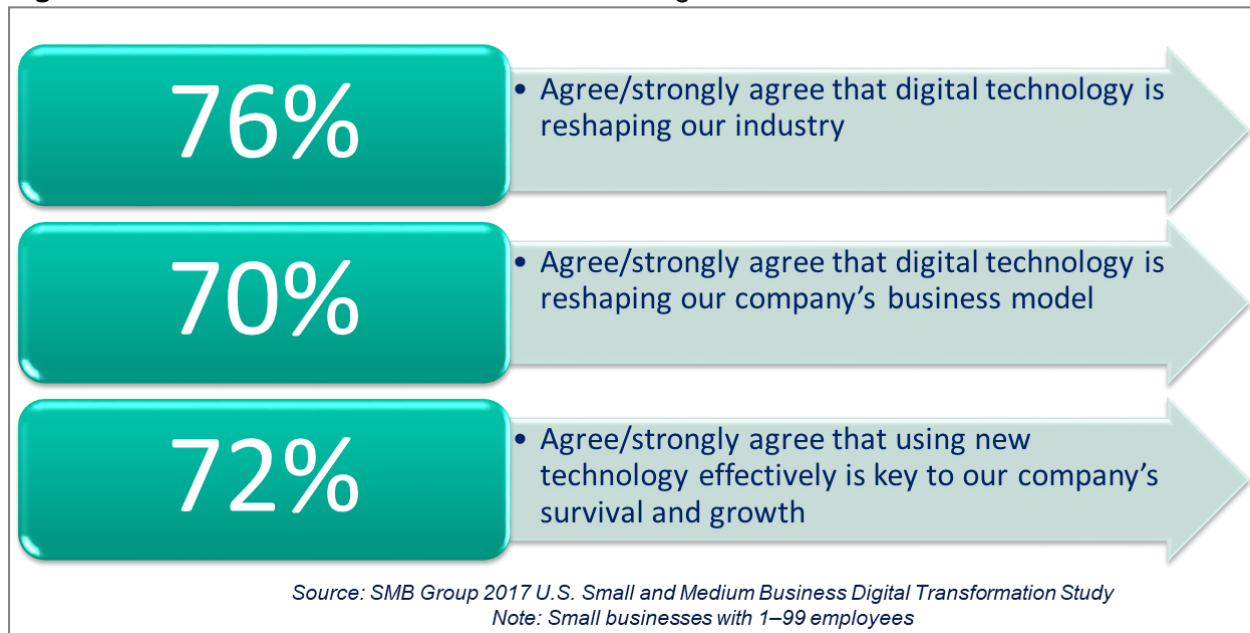 76%
• Agree/strongly agree that digital technology is
reshaping our industry
70%
• Agree/strongly agree that digital technology is
reshaping our company’s business model
72%
• Agree/strongly agree that using new
technology effectively is key to our company’s
survival and growth
Source: SMB Group 2017 U.S. Small and Medium Business Digital Transformation Study
Note: Small businesses with 1–99 employees